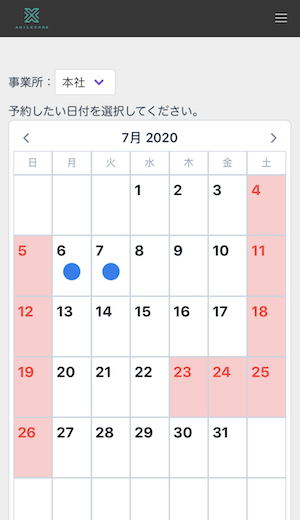 AXILECORE
事業所： 本社
予約したい日付を選択してください。
7月 2020
日 月 火 水 木 金 土
1 2 3 4
5 6 7 8 9 10 11
12 13 14 15 16 17 18
19 20 21 22 23 24 25
26 27 28 29 30 31